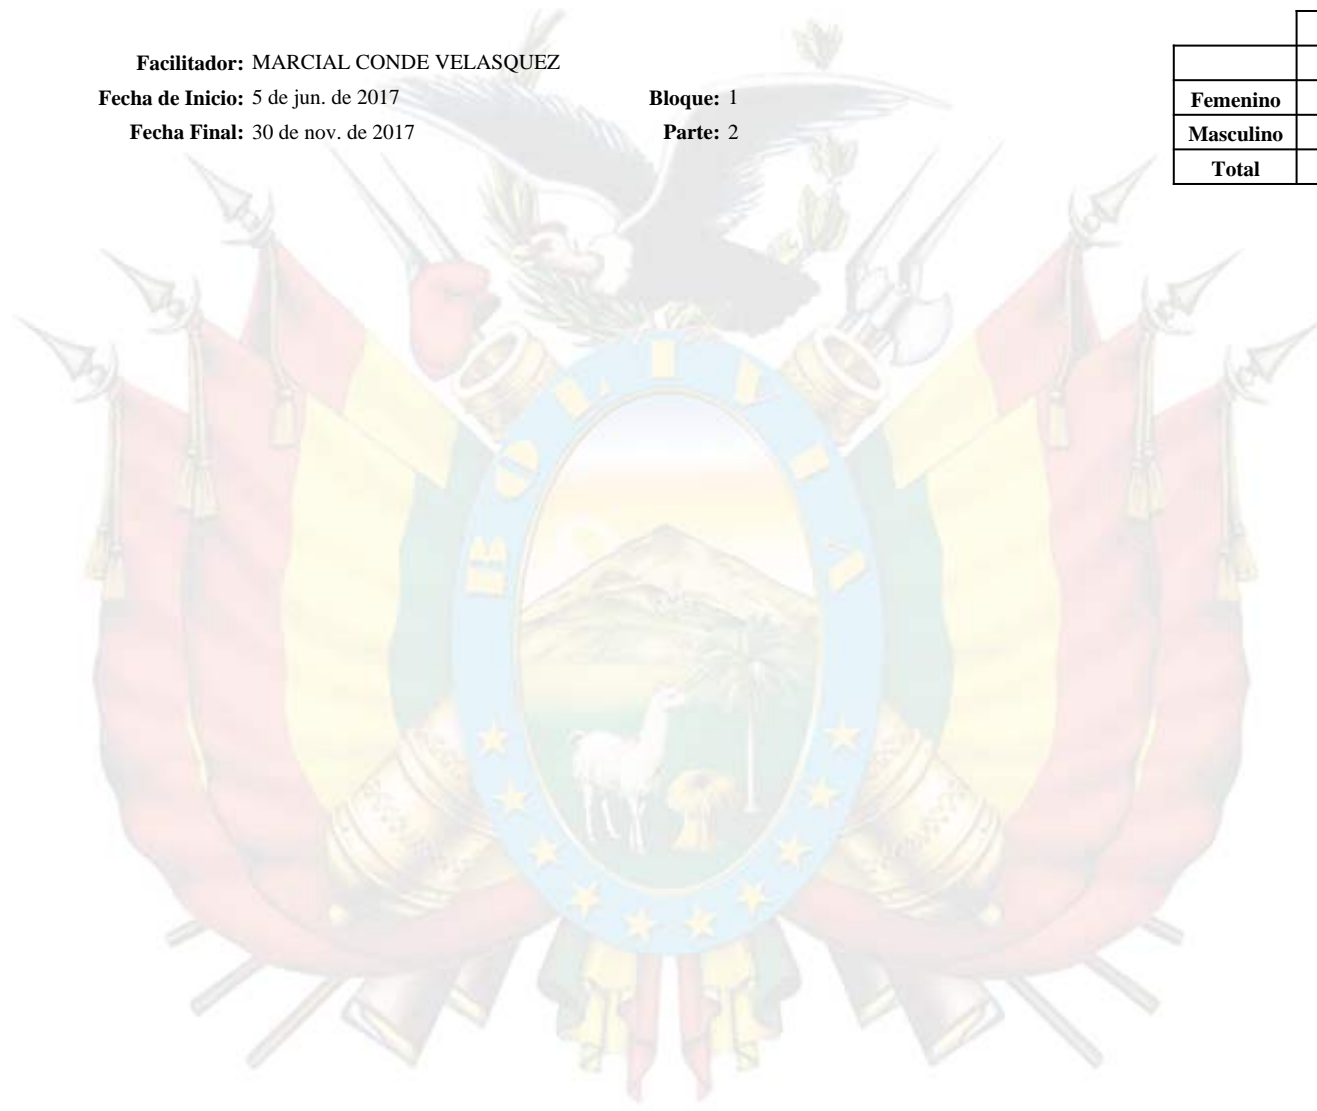 Facilitador: MARCIAL CONDE VELASQUEZ
Fecha de Inicio: 5 de jun. de 2017 Bloque: 1
Fecha Final: 30 de nov. de 2017 Parte: 2
Femenino
Masculino
Total
BOLIVIA